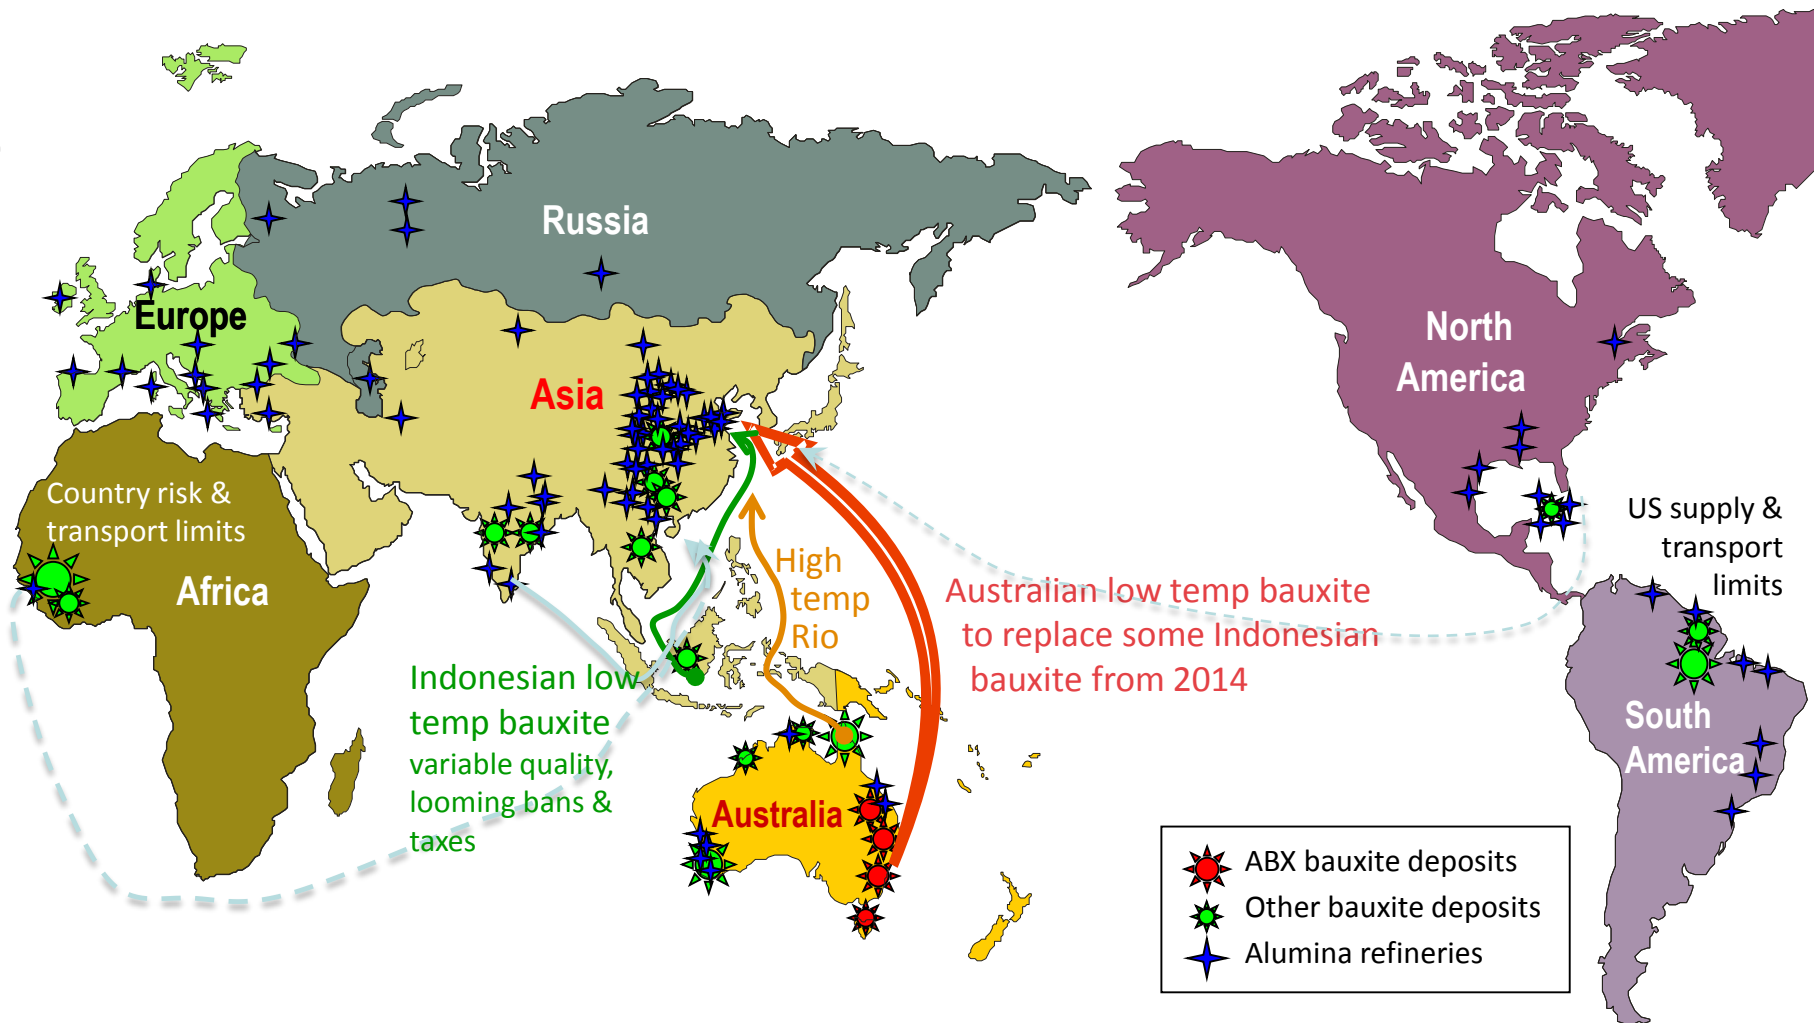 Russia
Europe
Asia
North
America
Country risk &
transport limits
Africa
High
temp
Rio
US supply &
transport
limits
Australian low temp bauxite
to replace some Indonesian
bauxite from 2014
Indonesian low
temp bauxite
variable quality,
looming bans &
taxes
South
America
Australia
ABX bauxite deposits
Other bauxite deposits
Alumina refineries